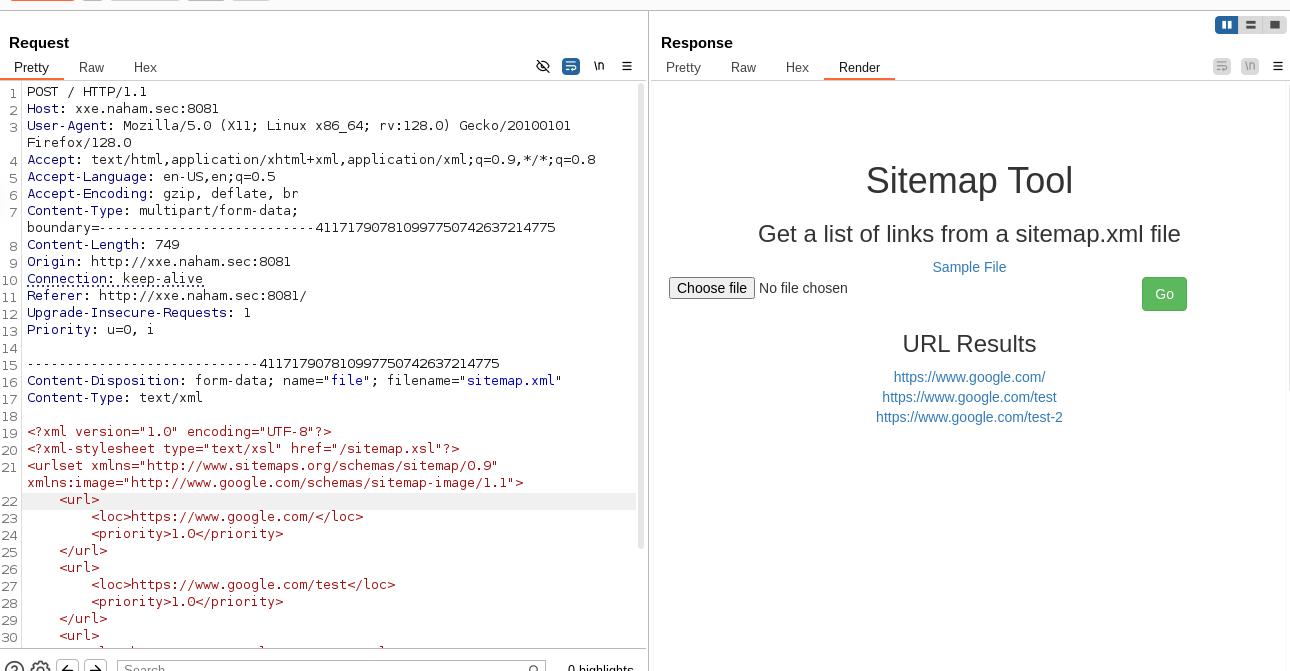 Request
Pretty Raw Hex
\n
1 POST / HTTP/1.1
2 Host: xxe.naham.sec:8081
3 User-Agent: Mozilla/5.0 (X11; Linux x86_64; rv:128.0) Gecko/20100101
Firefox/128.0
4 Accept: text/html,application/xhtml+xml,application/xml;q=0.9,*/*;q=0.8
5 Accept-Language: en-US,en;q=0.5
6 Accept-Encoding: gzip, deflate, br
7 Content-Type: multipart/form-data;
boundary=---------------------------411717907810997750742637214775
8 Content-Length: 749
9 Origin: http://xxe.naham.sec:8081
10 Connection: keep-alive
11 Referer: http://xxe.naham.sec:8081/
12 Upgrade-Insecure-Requests: 1
13 Priority: u=0, i
14
15 -----------------------------411717907810997750742637214775
16 Content-Disposition: form-data; name="file"; filename="sitemap.xml"
17 Content-Type: text/xml
18
19 <?xml version="1.0" encoding="UTF-8"?>
20 <?xml-stylesheet type="text/xsl" href="/sitemap.xsl"?>
21 <urlset xmlns="http://www.sitemaps.org/schemas/sitemap/0.9"
xmlns:image="http://www.google.com/schemas/sitemap-image/1.1">
22 <url>
23 <loc>https://www.google.com/</loc>
24 <priority>1.0</priority>
25 </url>
26 <url>
27 <loc>https://www.google.com/test</loc>
28 <priority>1.0</priority>
29 </url>
30 <url>
Search
0 highlights
Response
Pretty Raw Hex Render
\n
Sitemap Tool
Get a list of links from a sitemap.xml file
Sample File
Choose file No file chosen
Go
URL Results
https://www.google.com/
https://www.google.com/test
https://www.google.com/test-2